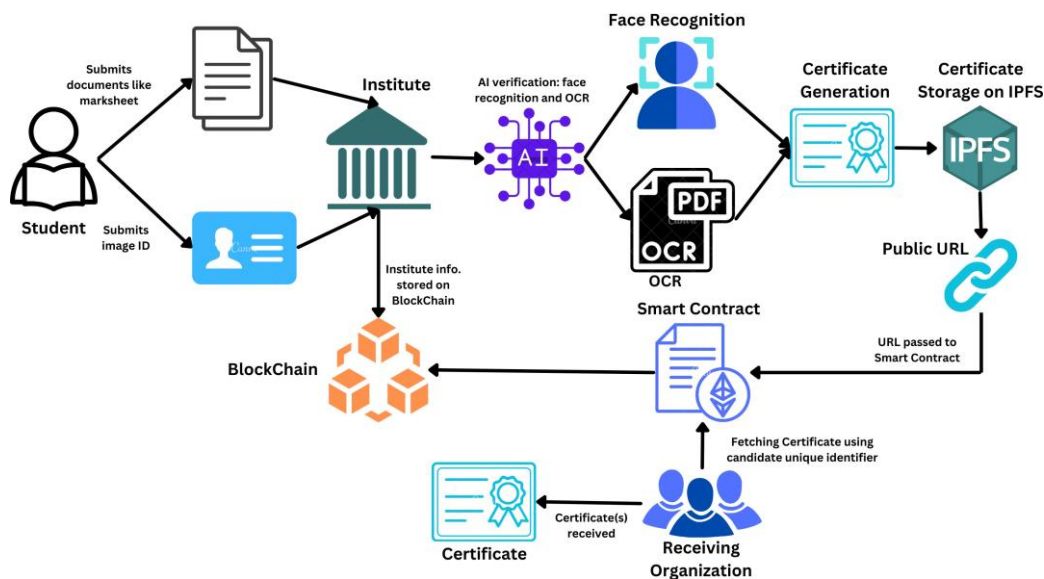 Face Recognition
Submits
documents like
marksheet
Institute
AI verification: face
recognition and OCR
Certificate
Generation
Certificate
Storage on IPFS
AI
IPFS
PDF
OCR
Student
Submits
image ID
OCR
Public URL
Institute info.
stored on
BlockChain
Smart Contract
URL passed to
Smart Contract
BlockChain
Fetching Certificate using
candidate unique identifier
Certificate(s)
received
Certificate
Receiving
Organization